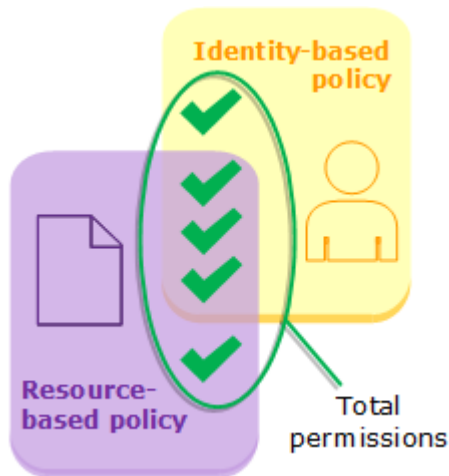 Identity-based
policy
Resource-
based policy
Total
permissions